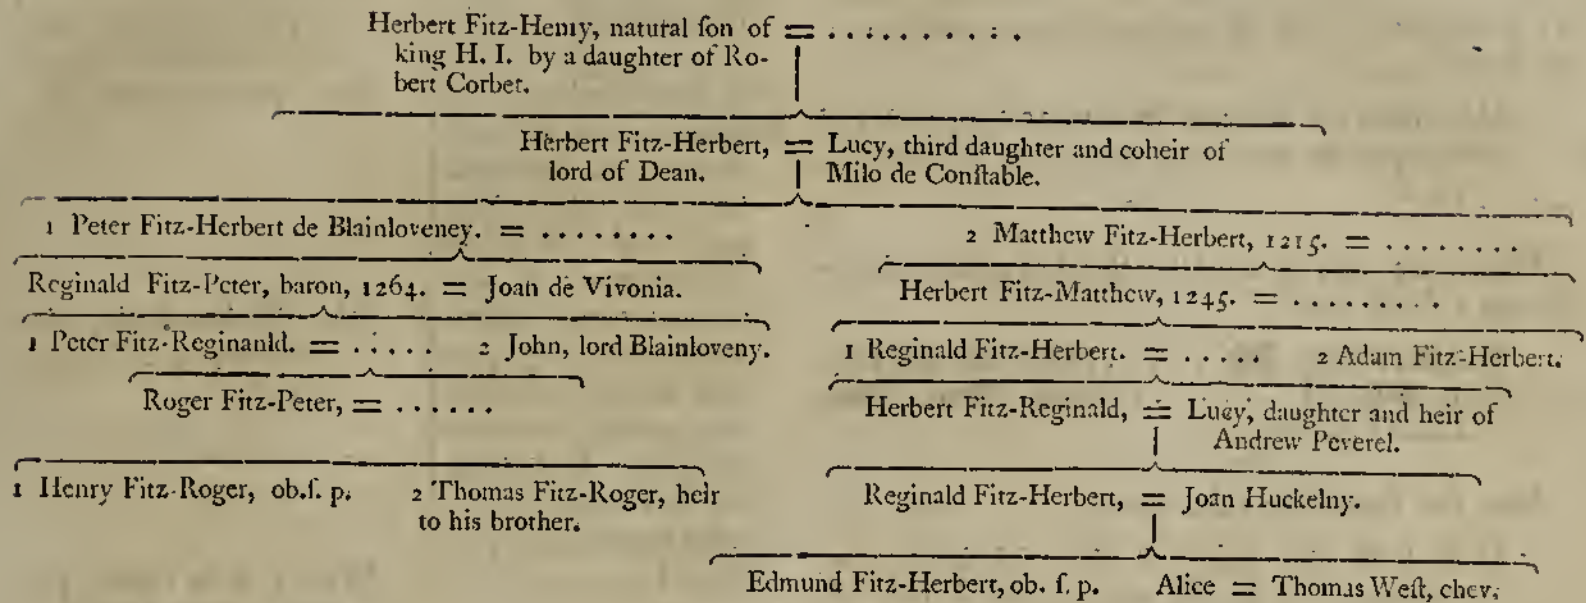 Herbert Fitz-Henry, natural ſon of = . . . . . . . . . .
king H. I. by a daughter of Ro-
bert Corbet.
Herbert Fitz-Herbert, = Lucy, third daughter and coheir of
lord of Dean. Milo de Conſtable.
1 Peter Fitz-Herbert de Blainloveney. = . . . . . . . . 2 Matthew Fitz-Herbert, 1215. = . . . . . . . .
Reginald Fitz-Peter, baron, 1264. = Joan de Vivonia. Herbert Fitz-Matthew, 1245. = . . . . . . . . .
1 Peter Fitz-Reginauld. = . . . . . 2 John, lord Blainloveny. 1 Reginald Fitz-Herbert. = . . . . . 2 Adam Fitz-Herbert.
Roger Fitz-Peter, = . . . . . . Herbert Fitz-Reginald, = Lucy, daughter and heir of
Andrew Peverel.
1 Henry Fitz-Roger, ob. ſ. p. 2 Thomas Fitz-Roger, heir Reginald Fitz-Herbert, = Joan Huckelny.
to his brother.
Edmund Fitz-Herbert, ob. ſ. p. Alice = Thomas Weſt, chev.